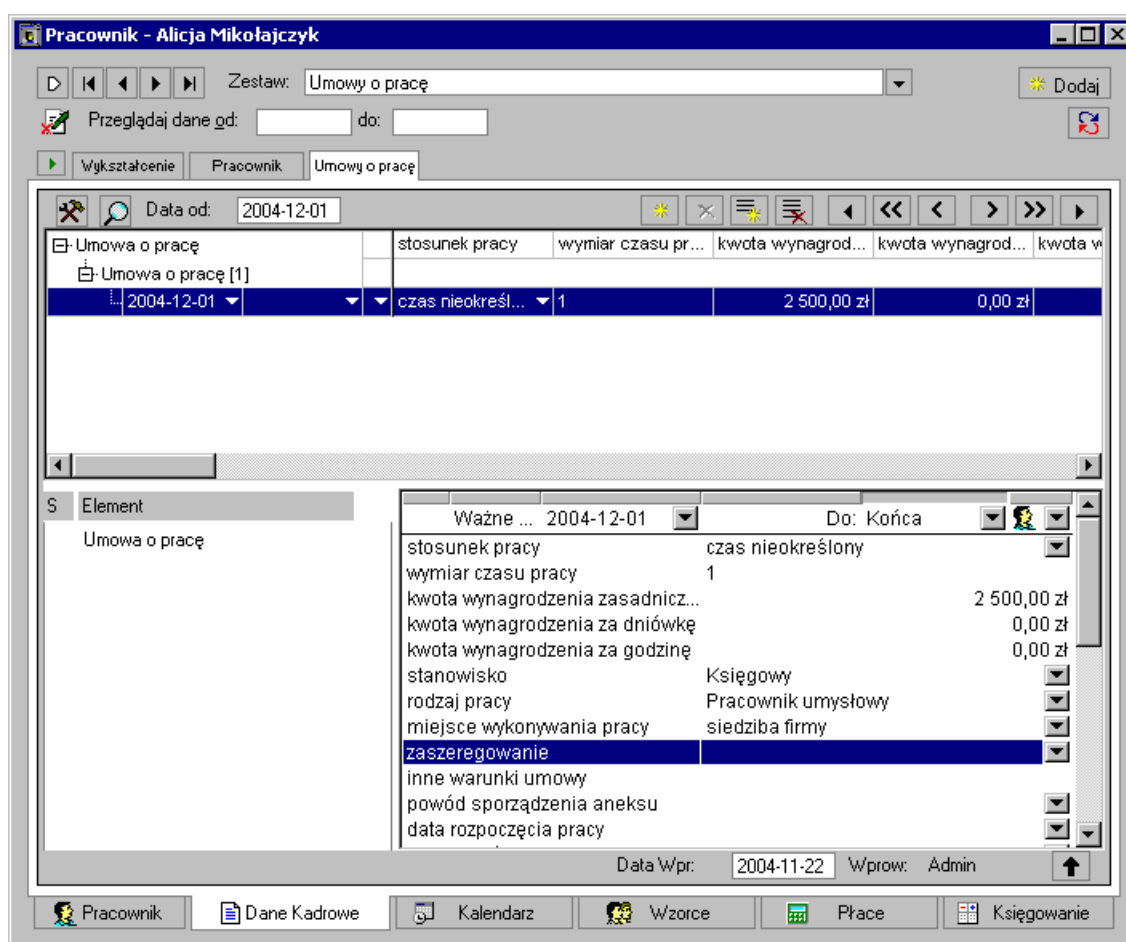 Pracownik - Alicja Mikołajczyk
Zestaw: Umowy o pracę Dodaj
Przeglądaj dane od: do:
Wykształcenie Pracownik Umowy o pracę
Data od: 2004-12-01
Umowa o pracę stosunek pracy wymiar czasu pr... kwota wynagrod... kwota wynagrod... kwota w
Umowa o pracę [1]
2004-12-01 czas nieokreśl... 1 2 500,00 zł 0,00 zł
S Element
Umowa o pracę
Ważne ... 2004-12-01 Do: Końca
stosunek pracy czas nieokreślony
wymiar czasu pracy 1
kwota wynagrodzenia zasadnicz... 2 500,00 zł
kwota wynagrodzenia za dniówkę 0,00 zł
kwota wynagrodzenia za godzinę 0,00 zł
stanowisko Księgowy
rodzaj pracy Pracownik umysłowy
miejsce wykonywania pracy siedziba firmy
zaszeregowanie
inne warunki umowy
powód sporządzenia aneksu
data rozpoczęcia pracy
Data Wpr: 2004-11-22 Wprow: Admin
Pracownik Dane Kadrowe Kalendarz Wzorce Płace Księgowanie